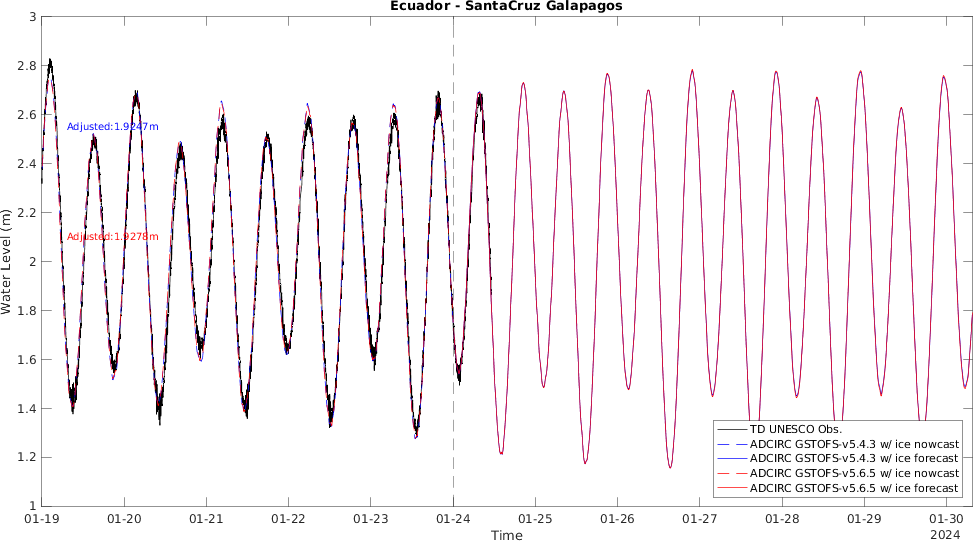 Ecuador - SantaCruz Galapagos
3
2.8
2.6
2.4
2.2
2
1.8
1.6
1.4
1.2
1
Water Level (m)
Adjusted:1.9247m
Adjusted:1.9278m
TD UNESCO Obs.
ADCIRC GSTOFS-v5.4.3 w/ ice nowcast
ADCIRC GSTOFS-v5.4.3 w/ ice forecast
ADCIRC GSTOFS-v5.6.5 w/ ice nowcast
ADCIRC GSTOFS-v5.6.5 w/ ice forecast
01-19 01-20 01-21 01-22 01-23 01-24 01-25 01-26 01-27 01-28 01-29 01-30
2024
Time